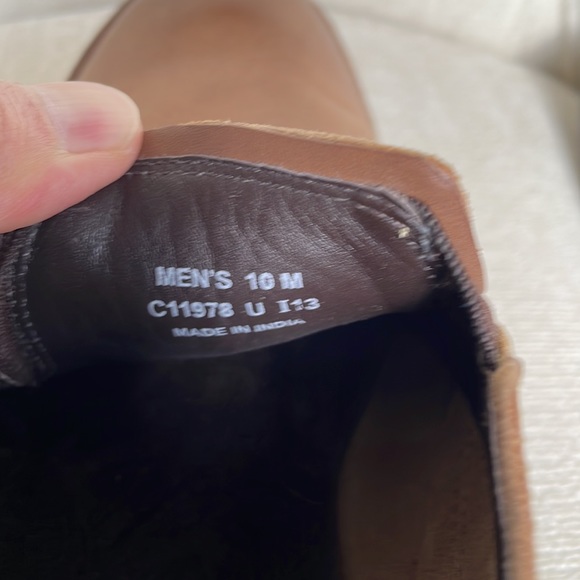 MEN'S 10 M
C11978 U I13
MADE IN INDIA